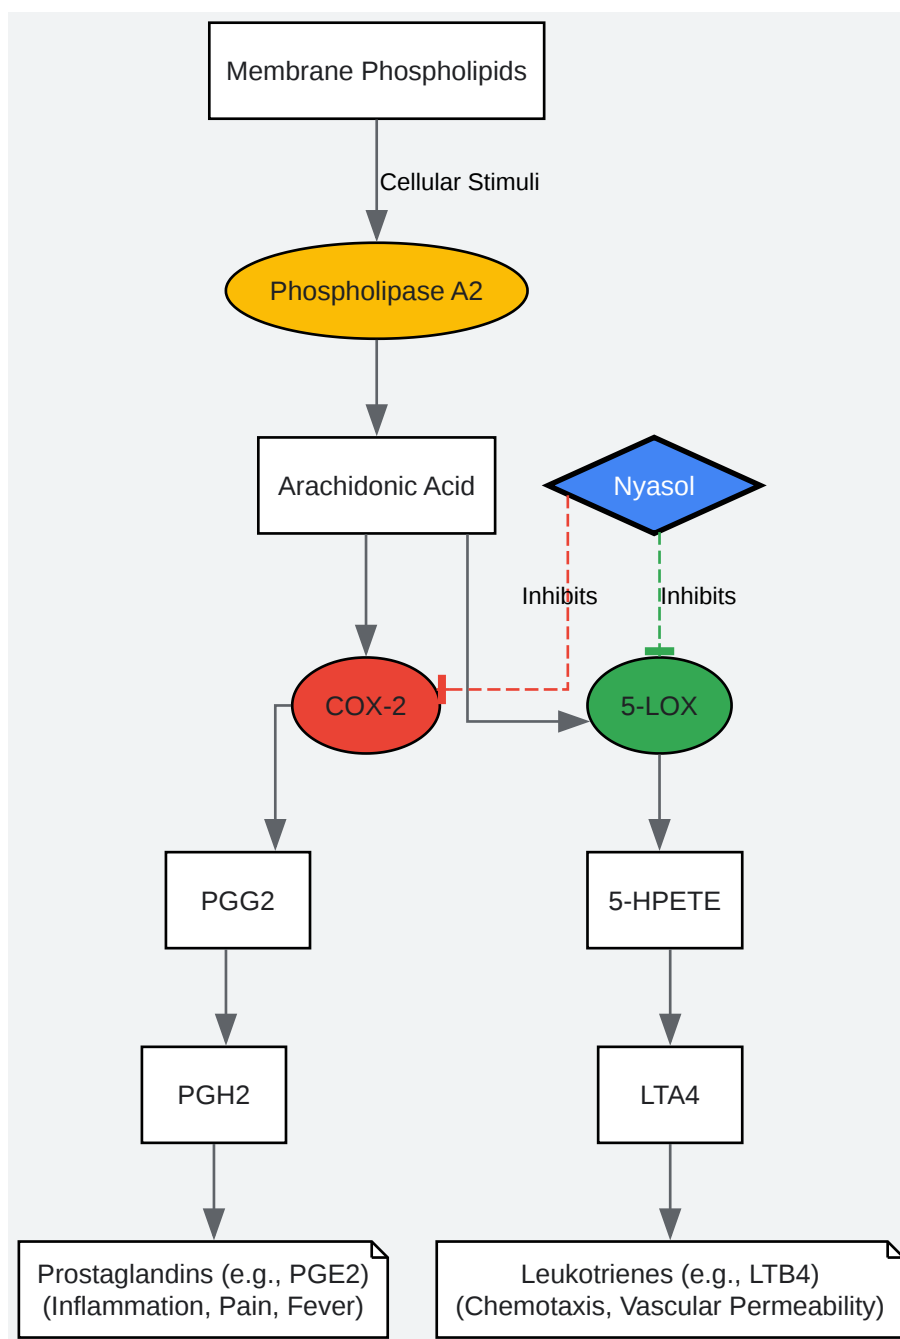 Membrane Phospholipids
Cellular Stimuli
Phospholipase A2
Arachidonic Acid
Nyasol
Inhibits
Inhibits
COX-2
5-LOX
PGG2
5-HPETE
PGH2
LTA4
Prostaglandins (e.g., PGE2)
(Inflammation, Pain, Fever)
Leukotrienes (e.g., LTB4)
(Chemotaxis, Vascular Permeability)